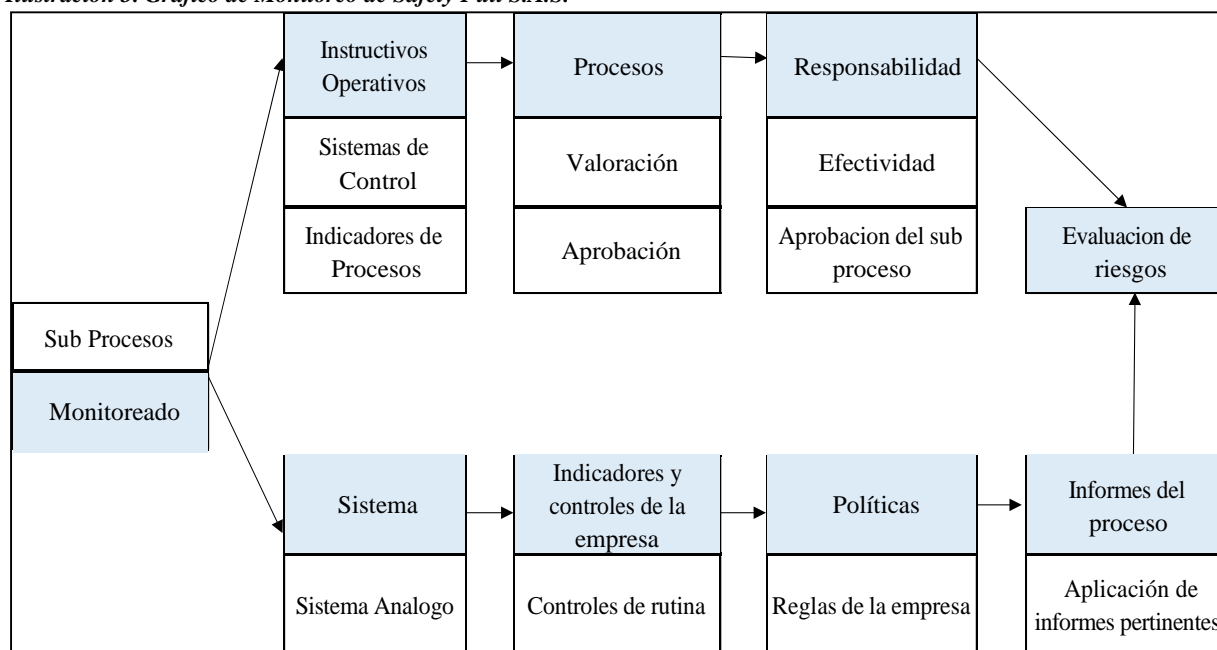 Gráfico de Monitoreo de Safety Full S.A.S.
Instructivos
Operativos
Procesos
Responsabilidad
Sistemas de
Control
Valoración
Efectividad
Indicadores de
Procesos
Aprobación
Aprobacion del sub
proceso
Evaluacion de
riesgos
Sub Procesos
Monitoreado
Sistema
Indicadores y
controles de la
empresa
Políticas
Informes del
proceso
Sistema Analogo
Controles de rutina
Reglas de la empresa
Aplicación de
informes pertinentes